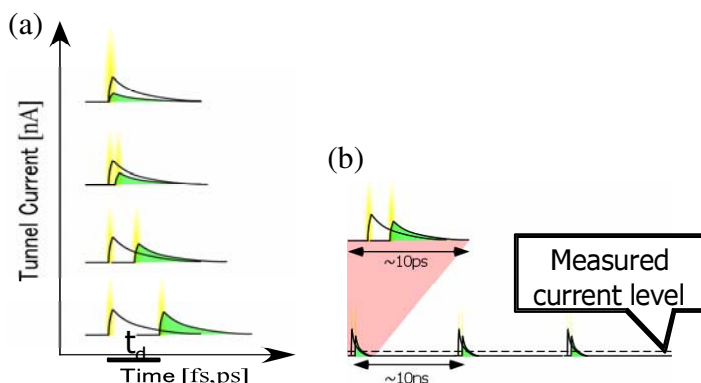 (a)
Tunnel Current [nA]
t_d
Time [fs,ps]
(b)
~10ps
Measured
current level
~10ns